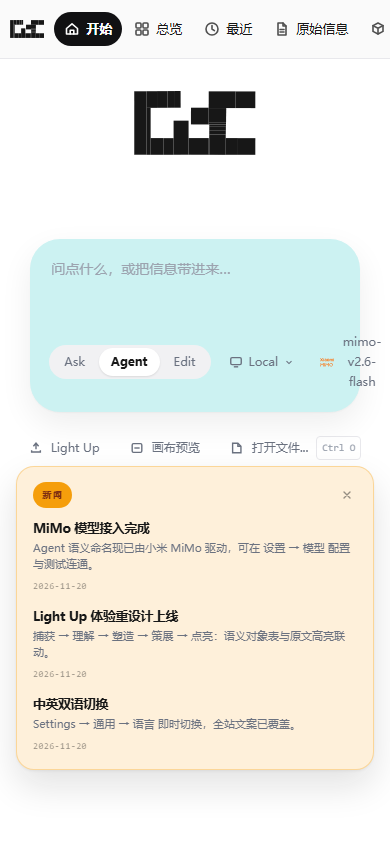 开始 总览 最近 原始信息
问点什么，或把信息带进来...
Ask Agent Edit Local mimo-v2.6-flash
Light Up 画布预览 打开文件... Ctrl O
新闻
MiMo 模型接入完成
Agent 语义命名现已由小米 MiMo 驱动，可在 设置 → 模型 配置
与测试连通。
2026-11-20
Light Up 体验重设计上线
捕获 → 理解 → 塑造 → 策展 → 点亮：语义对象表与原文高亮联
动。
2026-11-20
中英双语切换
Settings → 通用 → 语言 即时切换，全站文案已覆盖。
2026-11-20